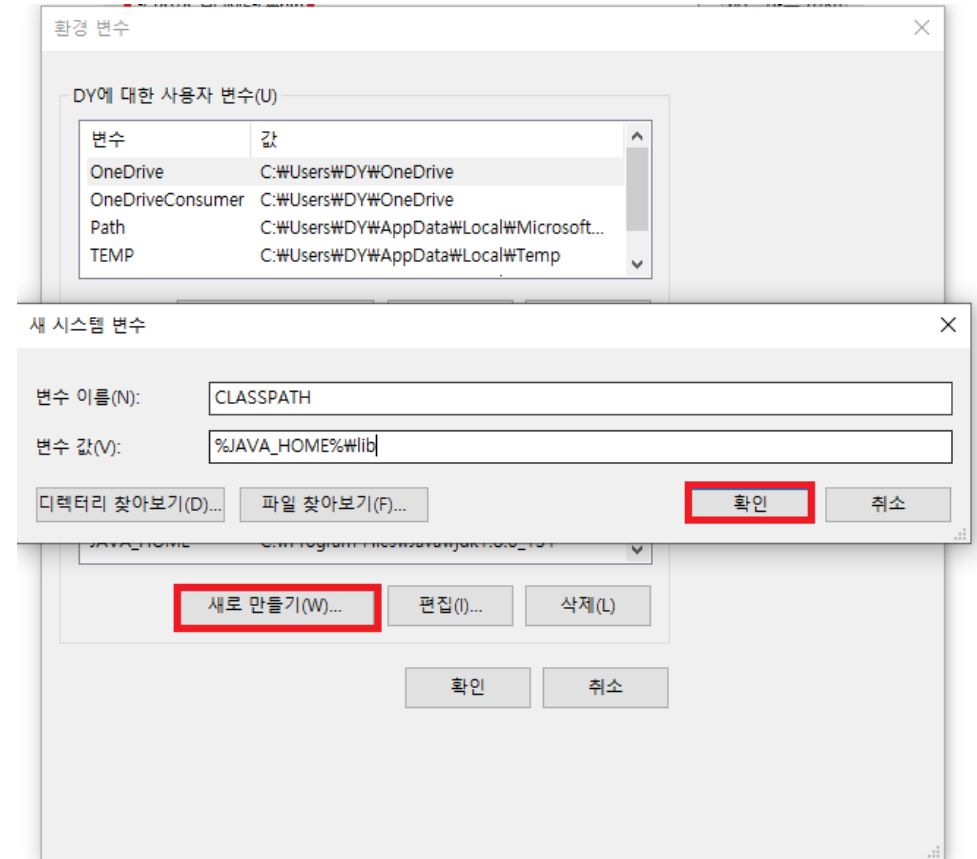 환경 변수
DY에 대한 사용자 변수(U)
변수 값
OneDrive C:₩Users₩DY₩OneDrive
OneDriveConsumer C:₩Users₩DY₩OneDrive
Path C:₩Users₩DY₩AppData₩Local₩Microsoft...
TEMP C:₩Users₩DY₩AppData₩Local₩Temp
새 시스템 변수
변수 이름(N): CLASSPATH
변수 값(V): %JAVA_HOME%₩lib
디렉터리 찾아보기(D)... 파일 찾아보기(F)... 확인 취소
JAVA_HOME
새로 만들기(W)... 편집(I)... 삭제(L)
확인 취소